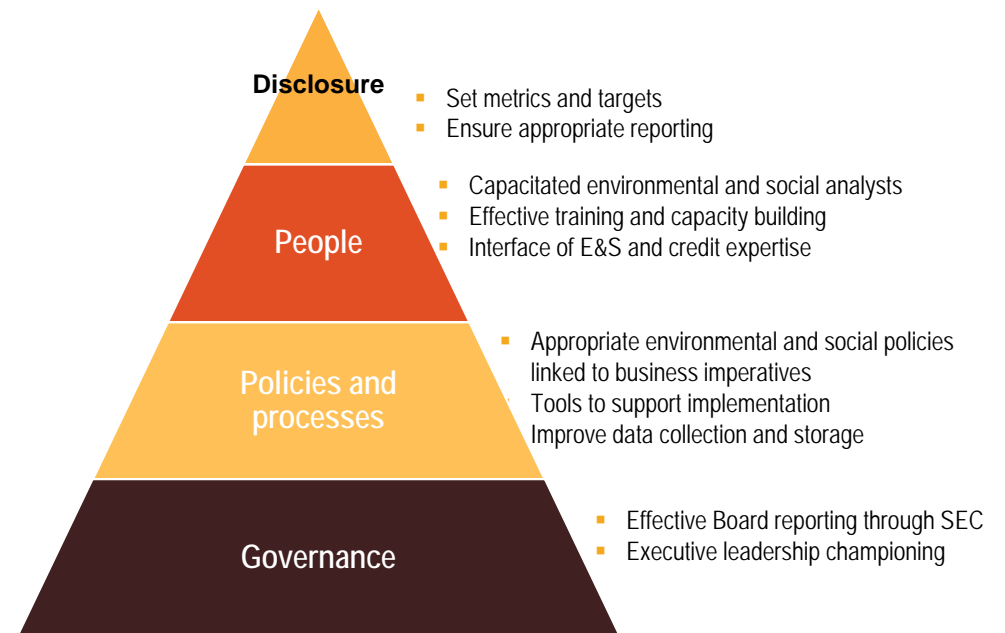 Disclosure
▪ Set metrics and targets
▪ Ensure appropriate reporting
People
▪ Capacitated environmental and social analysts
▪ Effective training and capacity building
▪ Interface of E&S and credit expertise
Policies and
processes
▪ Appropriate environmental and social policies
linked to business imperatives
Tools to support implementation
Improve data collection and storage
Governance
▪ Effective Board reporting through SEC
▪ Executive leadership championing